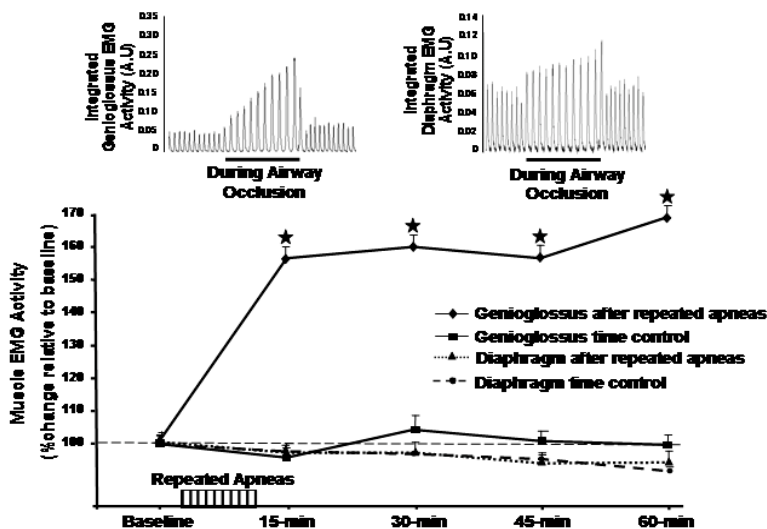 Integrated
Genioglossus EMG
Activity (A.U)
0.35
0.30
0.25
0.20
0.15
0.10
0.05
0
During Airway
Occlusion
Integrated
Diaphragm EMG
Activity (A.U)
0.14
0.12
0.10
0.08
0.06
0.04
0.02
0
During Airway
Occlusion
Muscle EMG Activity
(% change relative to baseline)
170
160
150
140
130
120
110
100
Genioglossus after repeated apneas
Genioglossus time control
Diaphragm after repeated apneas
Diaphragm time control
Repeated Apneas
Baseline
15-min
30-min
45-min
60-min